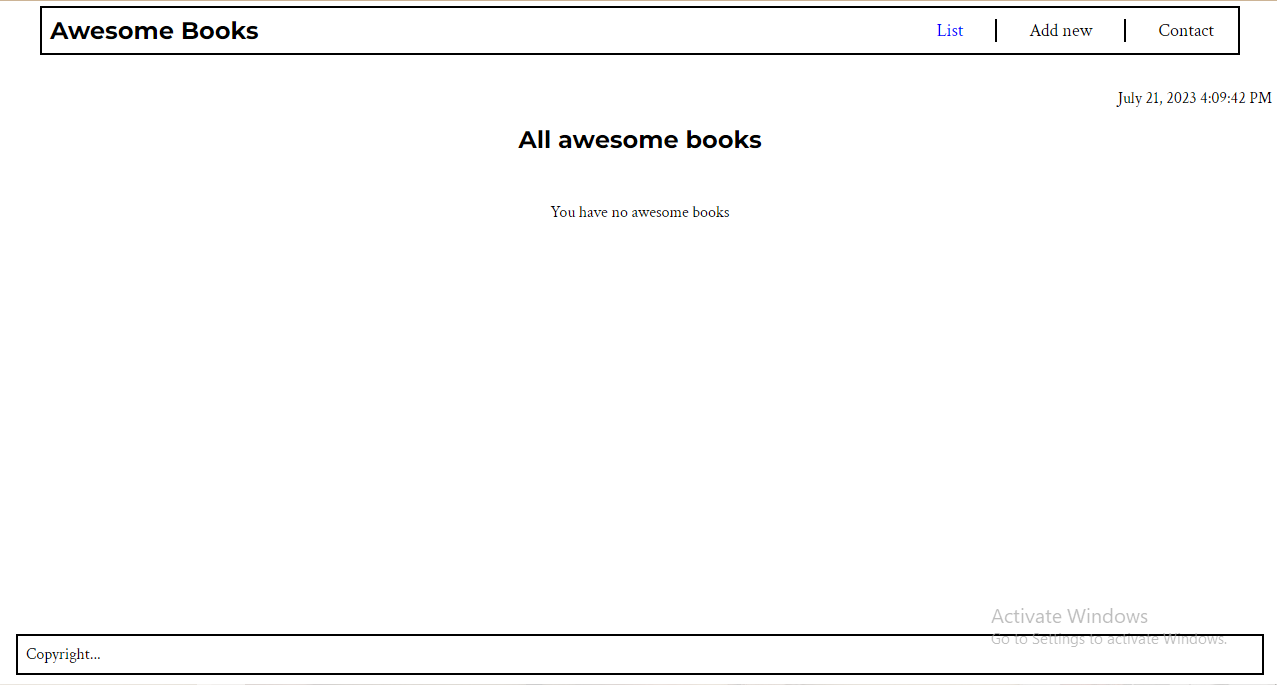 Awesome Books List Add new Contact
July 21, 2023 4:09:42 PM
All awesome books
You have no awesome books
Activate Windows
Go to Settings to activate Windows.
Copyright...